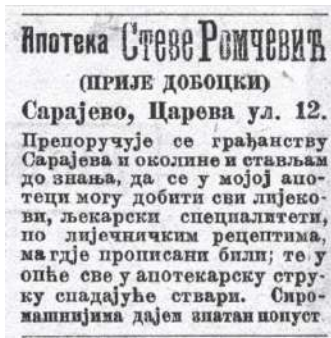 Апотека Стеве Ромчевић
(ПРИЈЕ ДОБОЦКИ)
Сарајево, Царева ул. 12.
Препоручује се грађанству
Сарајева и околине и стављам
до знања, да се у мојој апо-
теци могу добити сви лијеко-
ви, љекарски специалитети,
по лијечничким рецептима,
ма гдје прописани били; те у
опће све у апотекарску стру-
ку спадајуће ствари. Сиро-
машнијима дајем знатан попуст